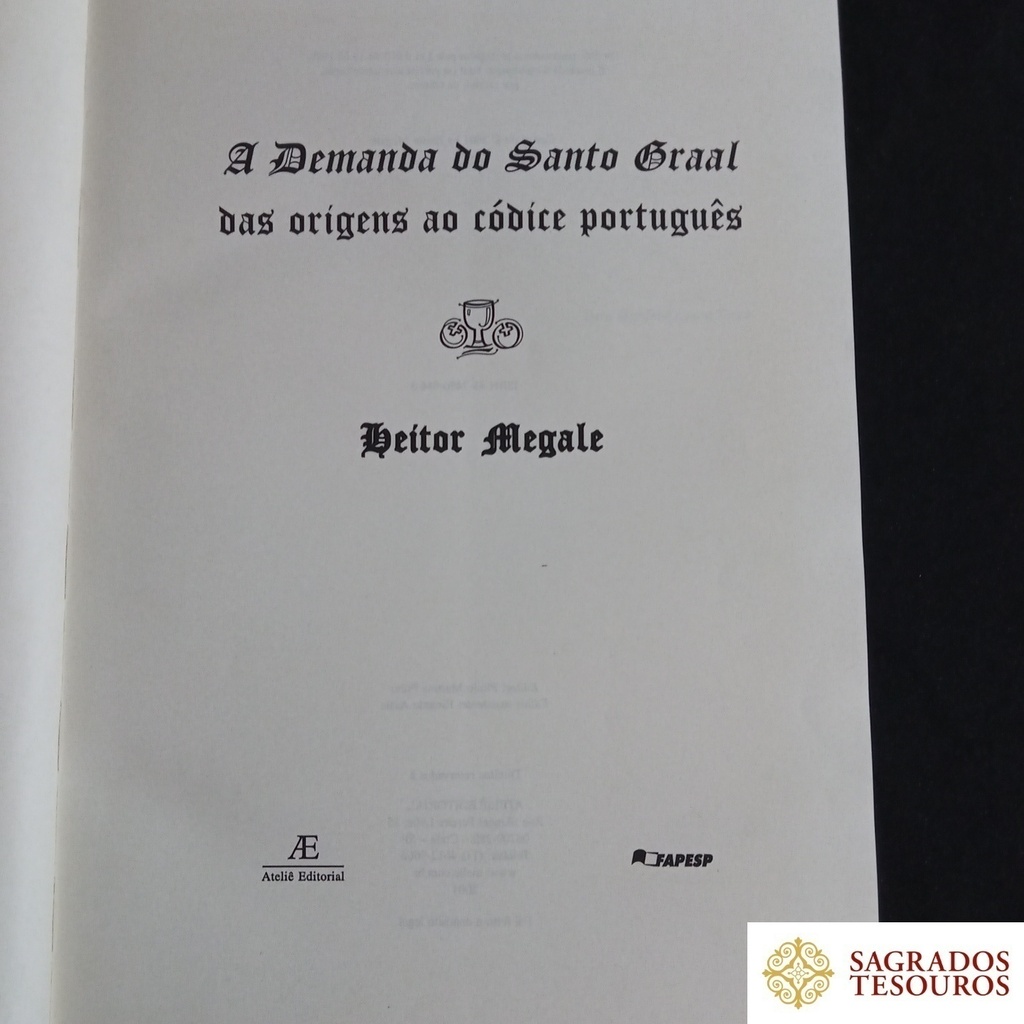 A Demanda do Santo Graal
das origens ao códice português
Heitor Megale
Æ
Ateliê Editorial
FAPESP
SAGRADOS
TESOUROS